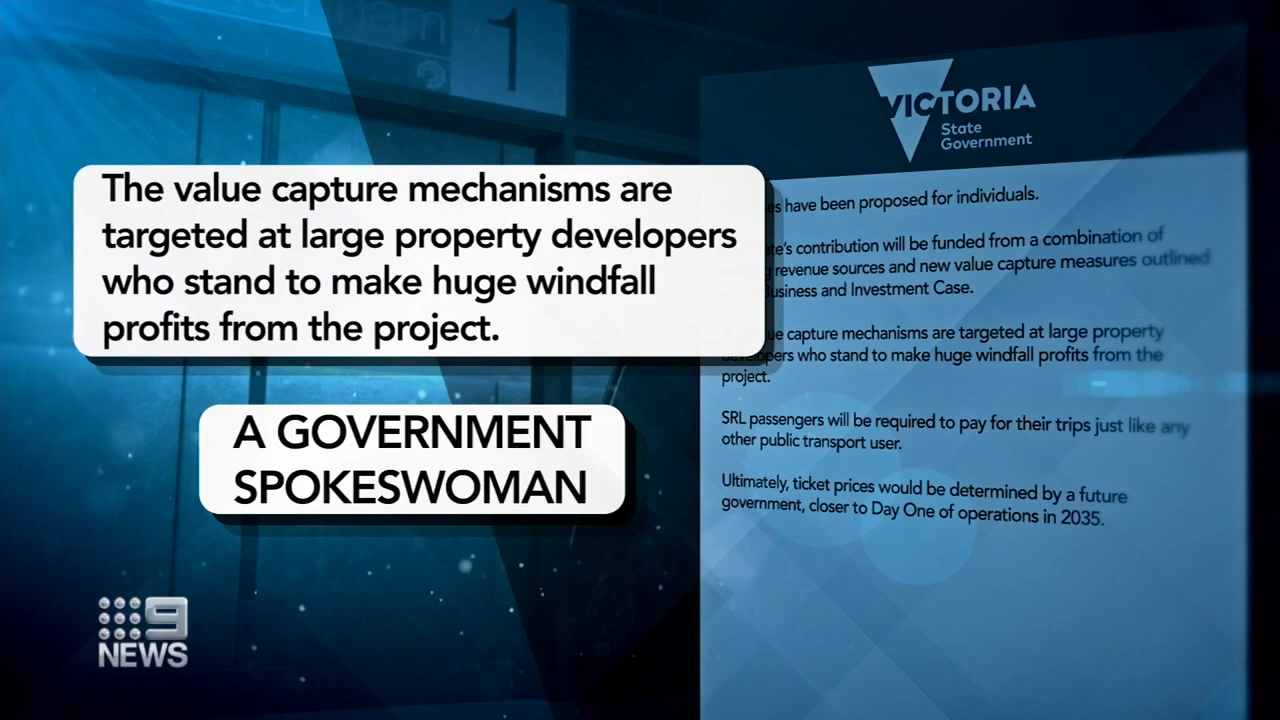 1
The value capture mechanisms are
targeted at large property developers
who stand to make huge windfall
profits from the project.
A GOVERNMENT
SPOKESWOMAN
9
NEWS
VICTORIA
State
Government
have been proposed for individuals.
contribution will be funded from a combination of
revenue sources and new value capture measures outlined
Business and Investment Case.
capture mechanisms are targeted at large property
developers who stand to make huge windfall profits from the
project.
SRL passengers will be required to pay for their trips just like any
other public transport user.
Ultimately, ticket prices would be determined by a future
government, closer to Day One of operations in 2035.